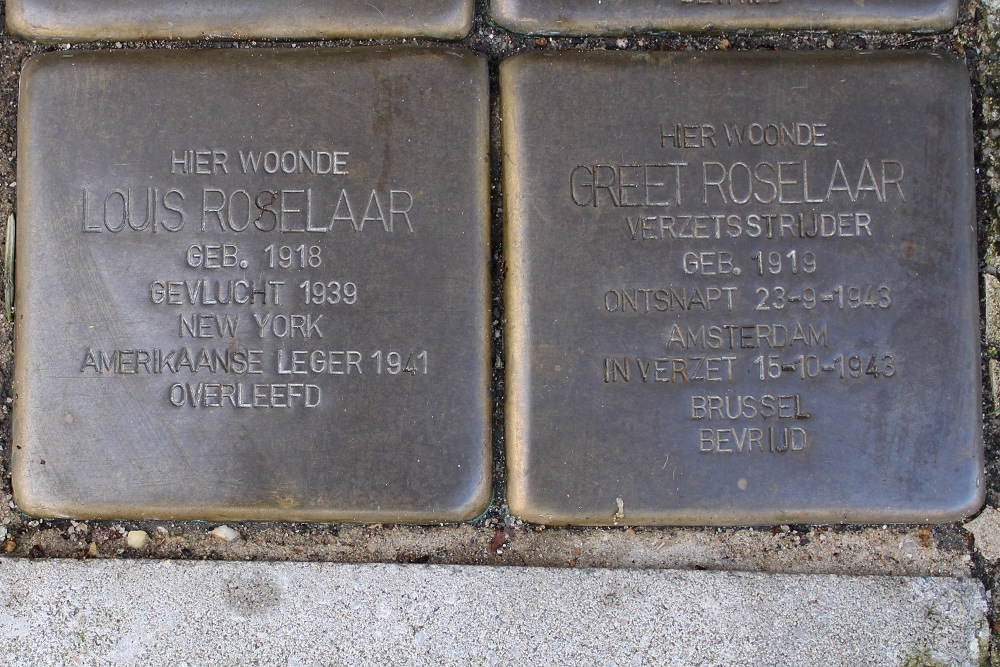 HIER WOONDE
LOUIS ROSELAAR
GEB. 1918
GEVLUCHT 1939
NEW YORK
AMERIKAANSE LEGER 1941
OVERLEEFD
HIER WOONDE
GREET ROSELAAR
VERZETSSTRIJDER
GEB. 1919
ONTSNAPT 23-9-1943
AMSTERDAM
IN VERZET 15-10-1943
BRUSSEL
BEVRIJD